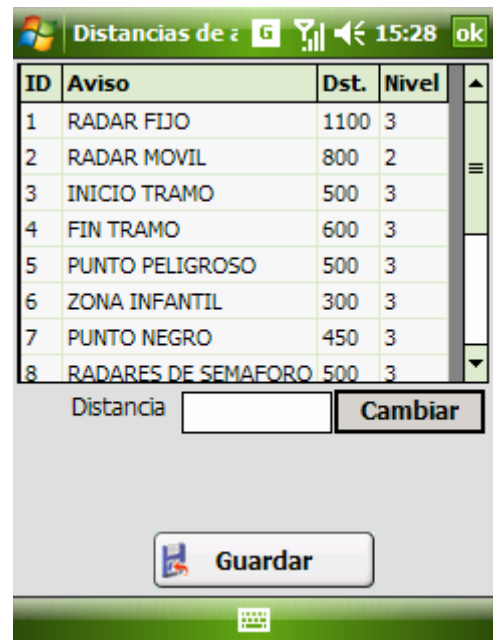 Distancias de a G 15:28 ok
ID Aviso Dst. Nivel
1 RADAR FIJO 1100 3
2 RADAR MOVIL 800 2
3 INICIO TRAMO 500 3
4 FIN TRAMO 600 3
5 PUNTO PELIGROSO 500 3
6 ZONA INFANTIL 300 3
7 PUNTO NEGRO 450 3
8 RADARES DE SEMAFORO 500 3
Distancia Cambiar
Guardar